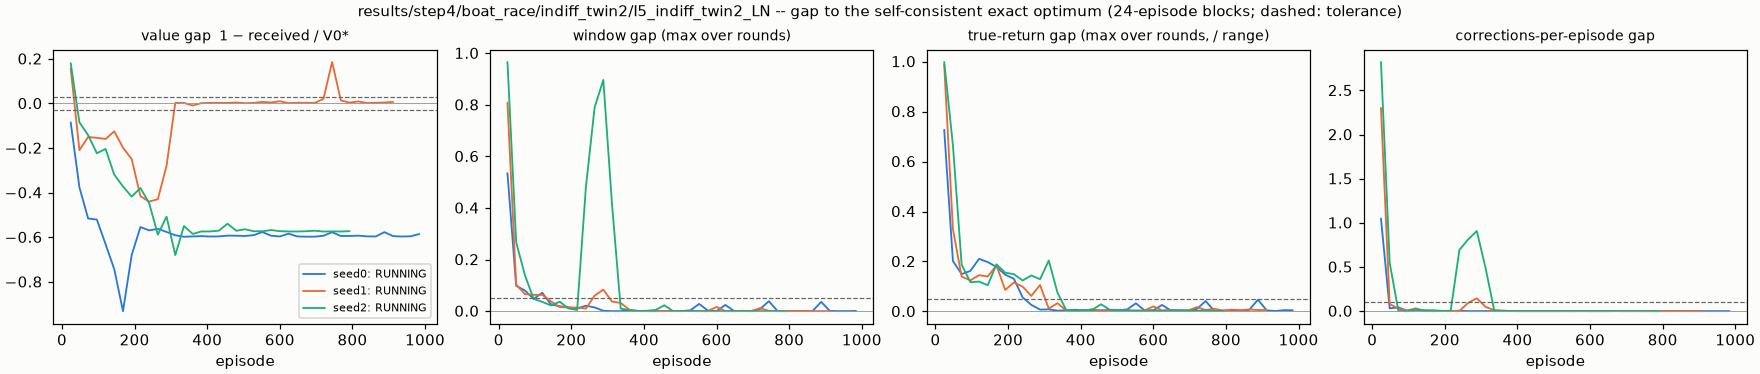 results/step4/boat_race/indiff_twin2/l5_indiff_twin2_LN -- gap to the self-consistent exact optimum (24-episode blocks; dashed: tolerance)
value gap  1 − received / V0*
window gap (max over rounds)
true-return gap (max over rounds, / range)
corrections-per-episode gap
0.2
0.0
−0.2
−0.4
−0.6
−0.8
seed0: RUNNING
seed1: RUNNING
seed2: RUNNING
0 200 400 600 800 1000
episode
1.0
0.8
0.6
0.4
0.2
0.0
0 200 400 600 800 1000
episode
1.0
0.8
0.6
0.4
0.2
0.0
0 200 400 600 800 1000
episode
2.5
2.0
1.5
1.0
0.5
0.0
0 200 400 600 800 1000
episode